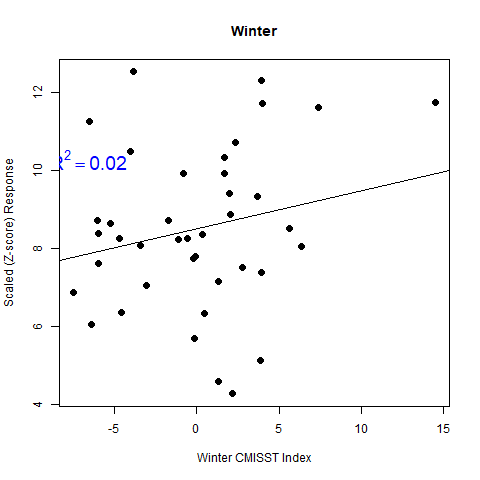 Winter
Scaled (Z-score) Response
12
10
8
6
4
R² = 0.02
-5 0 5 10 15
Winter CMISST Index